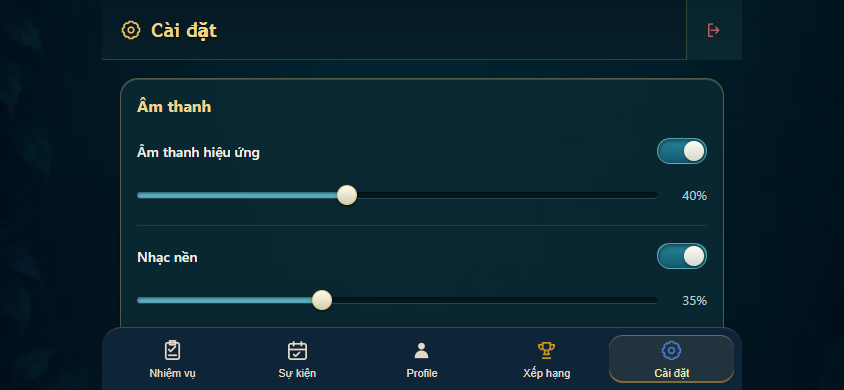 Cài đặt
Âm thanh
Âm thanh hiệu ứng
40%
Nhạc nền
35%
Nhiệm vụ
Sự kiện
Profile
Xếp hạng
Cài đặt